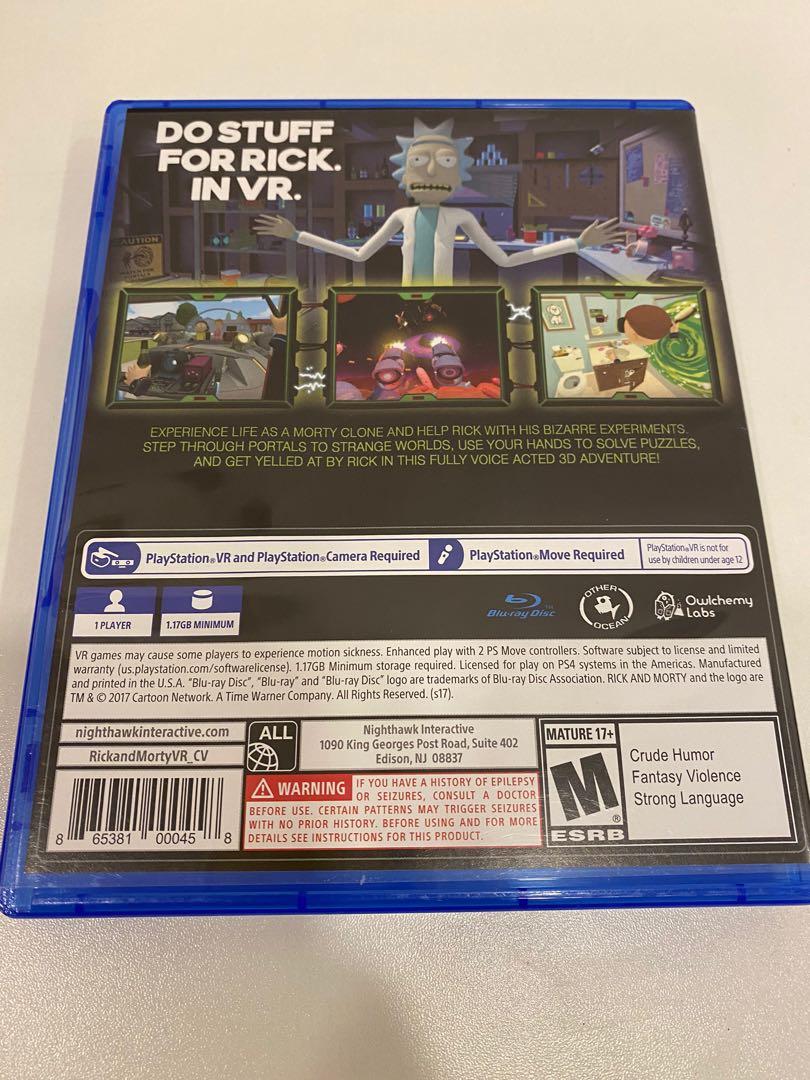 DO STUFF
FOR RICK.
IN VR.
CAUTION
WATCH FOR
PORTALS
EXPERIENCE LIFE AS A MORTY CLONE AND HELP RICK WITH HIS BIZARRE EXPERIMENTS.
STEP THROUGH PORTALS TO STRANGE WORLDS, USE YOUR HANDS TO SOLVE PUZZLES,
AND GET YELLED AT BY RICK IN THIS FULLY VOICE ACTED 3D ADVENTURE!
PlayStation®VR and PlayStation®Camera Required
PlayStation®Move Required
PlayStation®VR is not for
use by children under age 12
1 PLAYER
1.17GB MINIMUM
Blu-ray Disc™
OTHER
OCEAN
Owlchemy
Labs
VR games may cause some players to experience motion sickness. Enhanced play with 2 PS Move controllers. Software subject to license and limited
warranty (us.playstation.com/softwarelicense). 1.17GB Minimum storage required. Licensed for play on PS4 systems in the Americas. Manufactured
and printed in the U.S.A. “Blu-ray Disc”, “Blu-ray” and “Blu-ray Disc” logo are trademarks of Blu-ray Disc Association. RICK AND MORTY and the logo are
TM & © 2017 Cartoon Network. A Time Warner Company. All Rights Reserved. (s17).
nighthawkinteractive.com
RickandMortyVR_CV
ALL
Nighthawk Interactive
1090 King Georges Post Road, Suite 402
Edison, NJ 08837
WARNING IF YOU HAVE A HISTORY OF EPILEPSY
OR SEIZURES, CONSULT A DOCTOR
BEFORE USE. CERTAIN PATTERNS MAY TRIGGER SEIZURES
WITH NO PRIOR HISTORY. BEFORE USING AND FOR MORE
DETAILS SEE INSTRUCTIONS FOR THIS PRODUCT.
MATURE 17+
M®
ESRB
Crude Humor
Fantasy Violence
Strong Language
8 65381 00045 8